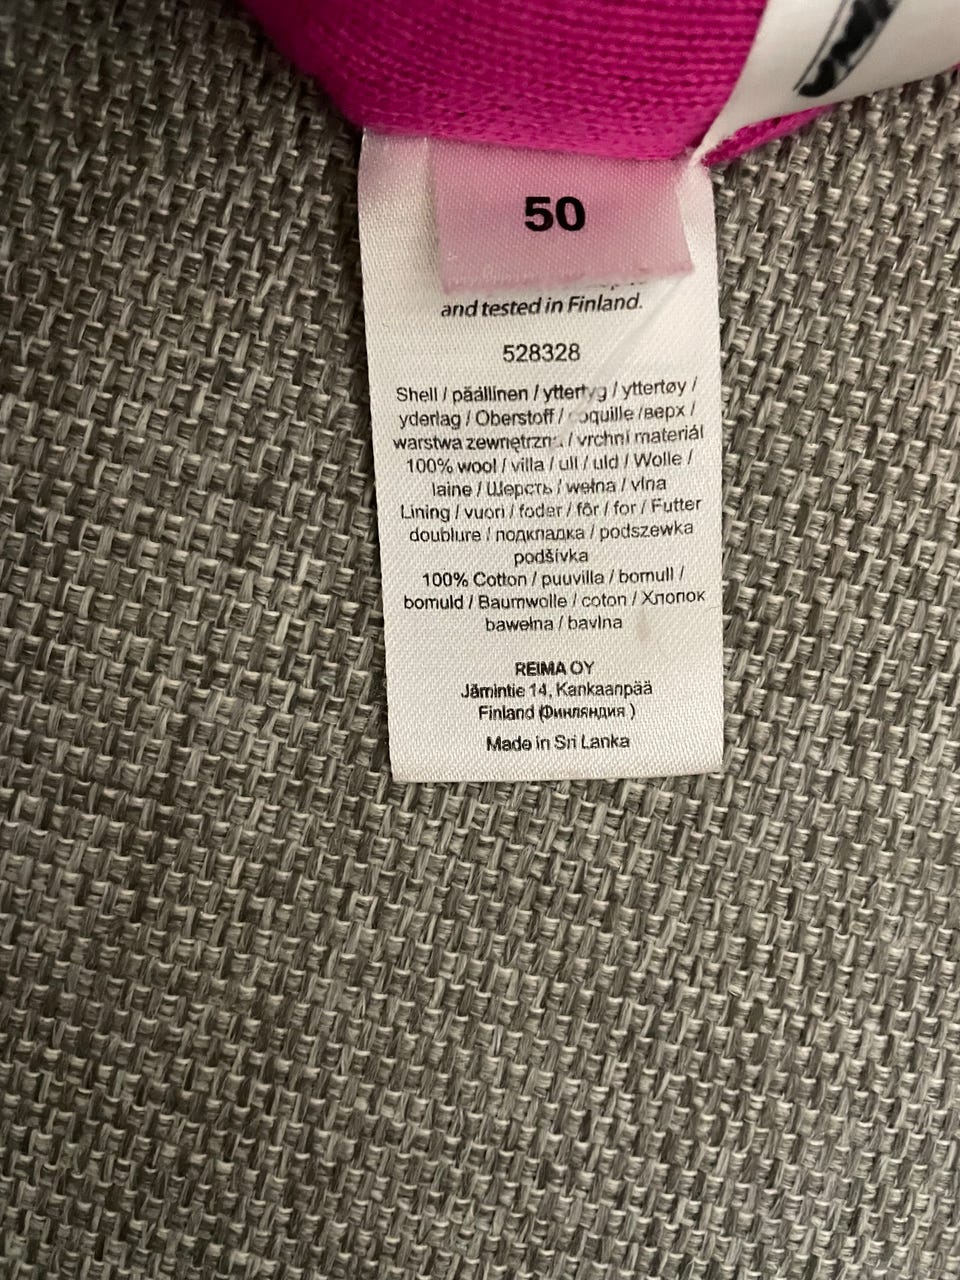 50
and tested in Finland.
528328
Shell / päällinen / yttertyg / yttertøy /
yderlag / Oberstoff / coquille /верх /
warstwa zewnętrzna / vrchni materiál
100% wool / villa / ull / uld / Wolle /
laine / Шерсть / wełna / vlna
Lining / vuori / foder / fôr / for / Futter
doublure / подкладка / podszewka
podšívka
100% Cotton / puuvilla / bomull /
bomuld / Baumwolle / coton / Хлопок
bawełna / bavlna
REIMA OY
Jämintie 14, Kankaanpää
Finland (Финляндия )
Made in Sri Lanka